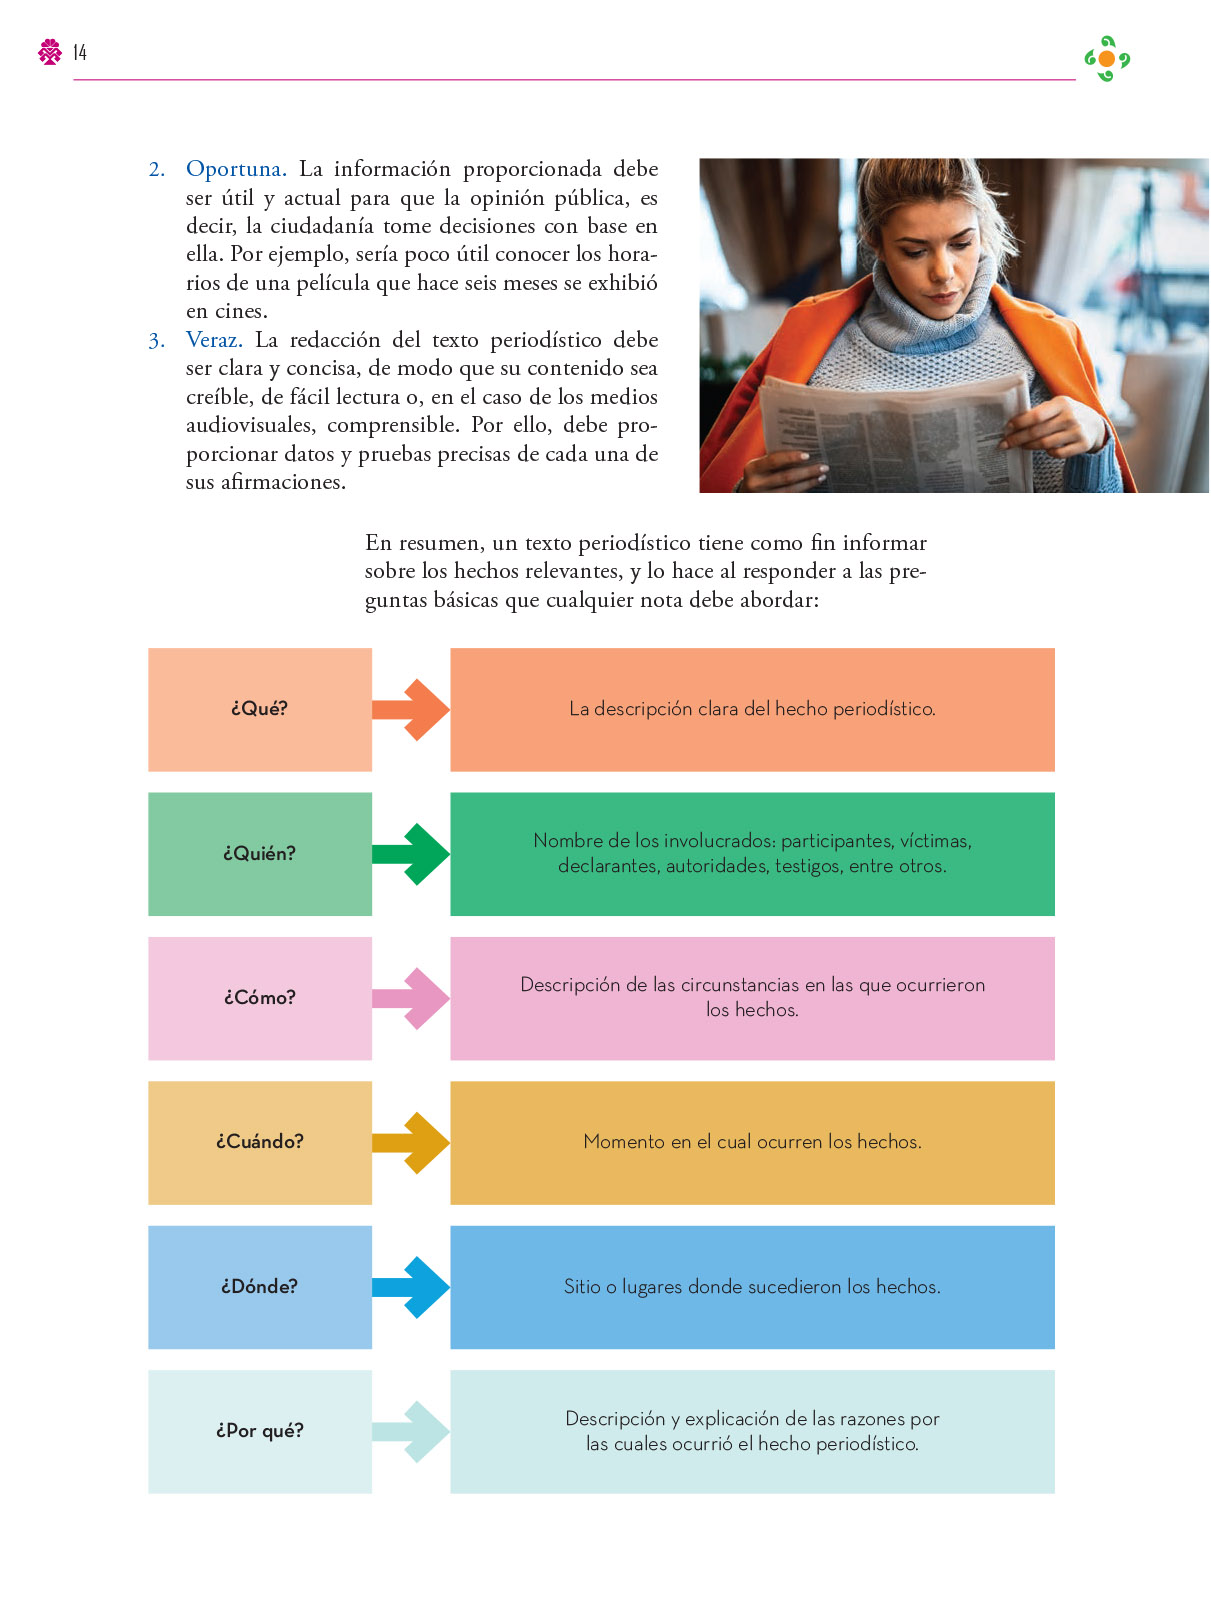 14
2. Oportuna. La información proporcionada debe
ser útil y actual para que la opinión pública, es
decir, la ciudadanía tome decisiones con base en
ella. Por ejemplo, sería poco útil conocer los hora-
rios de una película que hace seis meses se exhibió
en cines.
3. Veraz. La redacción del texto periodístico debe
ser clara y concisa, de modo que su contenido sea
creíble, de fácil lectura o, en el caso de los medios
audiovisuales, comprensible. Por ello, debe pro-
porcionar datos y pruebas precisas de cada una de
sus afirmaciones.
En resumen, un texto periodístico tiene como fin informar
sobre los hechos relevantes, y lo hace al responder a las pre-
guntas básicas que cualquier nota debe abordar:
¿Qué?
La descripción clara del hecho periodístico.
¿Quién?
Nombre de los involucrados: participantes, víctimas,
declarantes, autoridades, testigos, entre otros.
¿Cómo?
Descripción de las circunstancias en las que ocurrieron
los hechos.
¿Cuándo?
Momento en el cual ocurren los hechos.
¿Dónde?
Sitio o lugares donde sucedieron los hechos.
¿Por qué?
Descripción y explicación de las razones por
las cuales ocurrió el hecho periodístico.